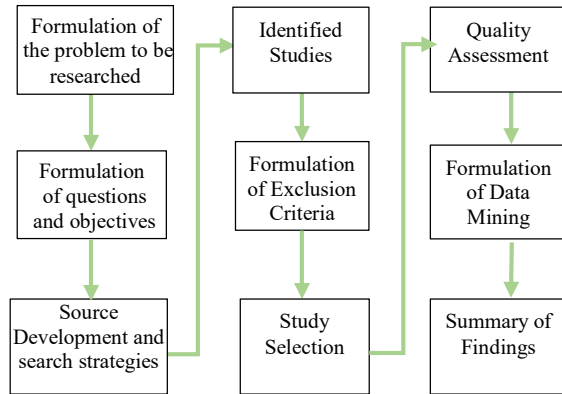 Formulation of
the problem to be
researched
Formulation
of questions
and objectives
Source
Development and
search strategies
Identified
Studies
Formulation
of Exclusion
Criteria
Study
Selection
Quality
Assessment
Formulation
of Data
Mining
Summary of
Findings